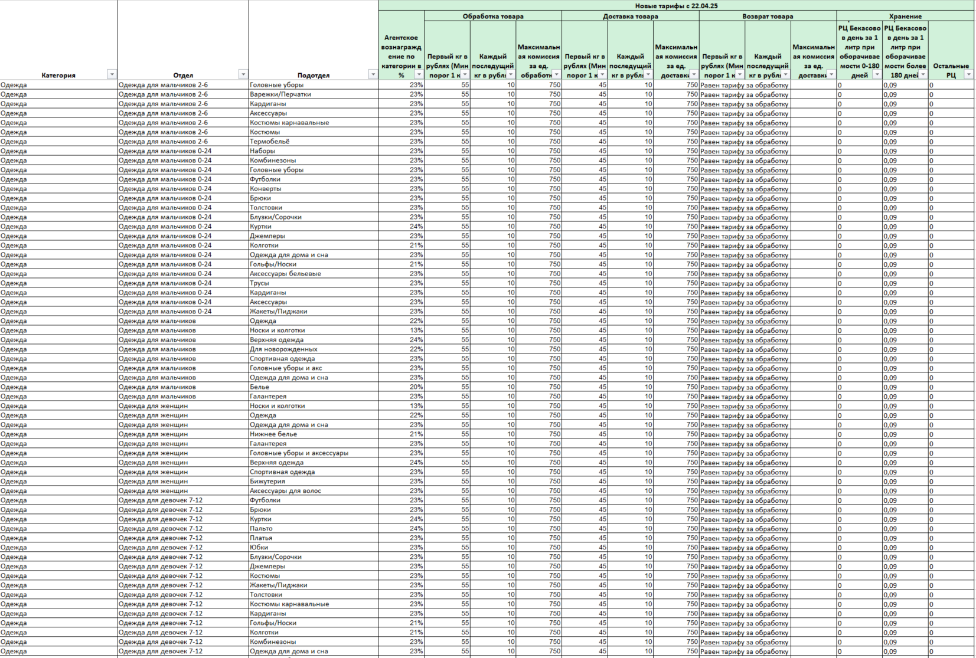 Новые тарифы с 22.04.25
Обработка товара Доставка товара Возврат товара Хранение
Категория Отдел Подотдел Агентское вознагражд ение по категории в % Первый кг в рублях (Мин порог 1 к Каждый последующий кг в рубл Максимальн ая комиссия за ед. обработк Первый кг в рублях (Мин порог 1 к Каждый последующий кг в рубл Максимальн ая комиссия за ед. доставк Первый кг в рублях (Мин порог 1 к Каждый последующий кг в рубл Максимальн ая комиссия за ед. доставк РЦ Бекасово в день за 1 литр при оборачивае мости 0-180 дней РЦ Бекасово в день за 1 литр при оборачивае мости более 180 дней Остальные РЦ
Одежда Одежда для мальчиков 2-6 Головные уборы 23% 55 10 750 45 10 750 Равен тарифу за обработку 0 0,09 0
Одежда Одежда для мальчиков 2-6 Варежки/Перчатки 23% 55 10 750 45 10 750 Равен тарифу за обработку 0 0,09 0
Одежда Одежда для мальчиков 2-6 Кардиганы 23% 55 10 750 45 10 750 Равен тарифу за обработку 0 0,09 0
Одежда Одежда для мальчиков 2-6 Аксессуары 23% 55 10 750 45 10 750 Равен тарифу за обработку 0 0,09 0
Одежда Одежда для мальчиков 2-6 Костюмы карнавальные 23% 55 10 750 45 10 750 Равен тарифу за обработку 0 0,09 0
Одежда Одежда для мальчиков 2-6 Костюмы 23% 55 10 750 45 10 750 Равен тарифу за обработку 0 0,09 0
Одежда Одежда для мальчиков 2-6 Термобельё 23% 55 10 750 45 10 750 Равен тарифу за обработку 0 0,09 0
Одежда Одежда для мальчиков 0-24 Наборы 23% 55 10 750 45 10 750 Равен тарифу за обработку 0 0,09 0
Одежда Одежда для мальчиков 0-24 Комбинезоны 23% 55 10 750 45 10 750 Равен тарифу за обработку 0 0,09 0
Одежда Одежда для мальчиков 0-24 Головные уборы 23% 55 10 750 45 10 750 Равен тарифу за обработку 0 0,09 0
Одежда Одежда для мальчиков 0-24 Футболки 23% 55 10 750 45 10 750 Равен тарифу за обработку 0 0,09 0
Одежда Одежда для мальчиков 0-24 Конверты 23% 55 10 750 45 10 750 Равен тарифу за обработку 0 0,09 0
Одежда Одежда для мальчиков 0-24 Брюки 23% 55 10 750 45 10 750 Равен тарифу за обработку 0 0,09 0
Одежда Одежда для мальчиков 0-24 Толстовки 23% 55 10 750 45 10 750 Равен тарифу за обработку 0 0,09 0
Одежда Одежда для мальчиков 0-24 Блузки/Сорочки 23% 55 10 750 45 10 750 Равен тарифу за обработку 0 0,09 0
Одежда Одежда для мальчиков 0-24 Куртки 24% 55 10 750 45 10 750 Равен тарифу за обработку 0 0,09 0
Одежда Одежда для мальчиков 0-24 Джемперы 23% 55 10 750 45 10 750 Равен тарифу за обработку 0 0,09 0
Одежда Одежда для мальчиков 0-24 Колготки 21% 55 10 750 45 10 750 Равен тарифу за обработку 0 0,09 0
Одежда Одежда для мальчиков 0-24 Одежда для дома и сна 23% 55 10 750 45 10 750 Равен тарифу за обработку 0 0,09 0
Одежда Одежда для мальчиков 0-24 Гольфы/Носки 21% 55 10 750 45 10 750 Равен тарифу за обработку 0 0,09 0
Одежда Одежда для мальчиков 0-24 Аксессуары бельевые 23% 55 10 750 45 10 750 Равен тарифу за обработку 0 0,09 0
Одежда Одежда для мальчиков 0-24 Трусы 23% 55 10 750 45 10 750 Равен тарифу за обработку 0 0,09 0
Одежда Одежда для мальчиков 0-24 Кардиганы 23% 55 10 750 45 10 750 Равен тарифу за обработку 0 0,09 0
Одежда Одежда для мальчиков 0-24 Аксессуары 23% 55 10 750 45 10 750 Равен тарифу за обработку 0 0,09 0
Одежда Одежда для мальчиков 0-24 Жакеты/Пиджаки 23% 55 10 750 45 10 750 Равен тарифу за обработку 0 0,09 0
Одежда Одежда для мальчиков Одежда 22% 55 10 750 45 10 750 Равен тарифу за обработку 0 0,09 0
Одежда Одежда для мальчиков Носки и колготки 13% 55 10 750 45 10 750 Равен тарифу за обработку 0 0,09 0
Одежда Одежда для мальчиков Верхняя одежда 24% 55 10 750 45 10 750 Равен тарифу за обработку 0 0,09 0
Одежда Одежда для мальчиков Для новорожденных 22% 55 10 750 45 10 750 Равен тарифу за обработку 0 0,09 0
Одежда Одежда для мальчиков Спортивная одежда 23% 55 10 750 45 10 750 Равен тарифу за обработку 0 0,09 0
Одежда Одежда для мальчиков Головные уборы и акс 23% 55 10 750 45 10 750 Равен тарифу за обработку 0 0,09 0
Одежда Одежда для мальчиков Одежда для дома и сна 23% 55 10 750 45 10 750 Равен тарифу за обработку 0 0,09 0
Одежда Одежда для мальчиков Белье 20% 55 10 750 45 10 750 Равен тарифу за обработку 0 0,09 0
Одежда Одежда для мальчиков Галантерея 23% 55 10 750 45 10 750 Равен тарифу за обработку 0 0,09 0
Одежда Одежда для женщин Носки и колготки 13% 55 10 750 45 10 750 Равен тарифу за обработку 0 0,09 0
Одежда Одежда для женщин Одежда 22% 55 10 750 45 10 750 Равен тарифу за обработку 0 0,09 0
Одежда Одежда для женщин Одежда для дома и сна 23% 55 10 750 45 10 750 Равен тарифу за обработку 0 0,09 0
Одежда Одежда для женщин Нижнее белье 21% 55 10 750 45 10 750 Равен тарифу за обработку 0 0,09 0
Одежда Одежда для женщин Галантерея 23% 55 10 750 45 10 750 Равен тарифу за обработку 0 0,09 0
Одежда Одежда для женщин Головные уборы и аксессуары 23% 55 10 750 45 10 750 Равен тарифу за обработку 0 0,09 0
Одежда Одежда для женщин Верхняя одежда 24% 55 10 750 45 10 750 Равен тарифу за обработку 0 0,09 0
Одежда Одежда для женщин Спортивная одежда 23% 55 10 750 45 10 750 Равен тарифу за обработку 0 0,09 0
Одежда Одежда для женщин Бижутерия 23% 55 10 750 45 10 750 Равен тарифу за обработку 0 0,09 0
Одежда Одежда для женщин Аксессуары для волос 23% 55 10 750 45 10 750 Равен тарифу за обработку 0 0,09 0
Одежда Одежда для девочек 7-12 Футболки 23% 55 10 750 45 10 750 Равен тарифу за обработку 0 0,09 0
Одежда Одежда для девочек 7-12 Брюки 23% 55 10 750 45 10 750 Равен тарифу за обработку 0 0,09 0
Одежда Одежда для девочек 7-12 Куртки 24% 55 10 750 45 10 750 Равен тарифу за обработку 0 0,09 0
Одежда Одежда для девочек 7-12 Пальто 24% 55 10 750 45 10 750 Равен тарифу за обработку 0 0,09 0
Одежда Одежда для девочек 7-12 Платья 23% 55 10 750 45 10 750 Равен тарифу за обработку 0 0,09 0
Одежда Одежда для девочек 7-12 Юбки 23% 55 10 750 45 10 750 Равен тарифу за обработку 0 0,09 0
Одежда Одежда для девочек 7-12 Блузки/Сорочки 23% 55 10 750 45 10 750 Равен тарифу за обработку 0 0,09 0
Одежда Одежда для девочек 7-12 Джемперы 23% 55 10 750 45 10 750 Равен тарифу за обработку 0 0,09 0
Одежда Одежда для девочек 7-12 Костюмы 23% 55 10 750 45 10 750 Равен тарифу за обработку 0 0,09 0
Одежда Одежда для девочек 7-12 Жакеты/Пиджаки 23% 55 10 750 45 10 750 Равен тарифу за обработку 0 0,09 0
Одежда Одежда для девочек 7-12 Толстовки 23% 55 10 750 45 10 750 Равен тарифу за обработку 0 0,09 0
Одежда Одежда для девочек 7-12 Костюмы карнавальные 23% 55 10 750 45 10 750 Равен тарифу за обработку 0 0,09 0
Одежда Одежда для девочек 7-12 Кардиганы 23% 55 10 750 45 10 750 Равен тарифу за обработку 0 0,09 0
Одежда Одежда для девочек 7-12 Гольфы/Носки 21% 55 10 750 45 10 750 Равен тарифу за обработку 0 0,09 0
Одежда Одежда для девочек 7-12 Колготки 21% 55 10 750 45 10 750 Равен тарифу за обработку 0 0,09 0
Одежда Одежда для девочек 7-12 Комбинезоны 23% 55 10 750 45 10 750 Равен тарифу за обработку 0 0,09 0
Одежда Одежда для девочек 7-12 Одежда для дома и сна 23% 55 10 750 45 10 750 Равен тарифу за обработку 0 0,09 0